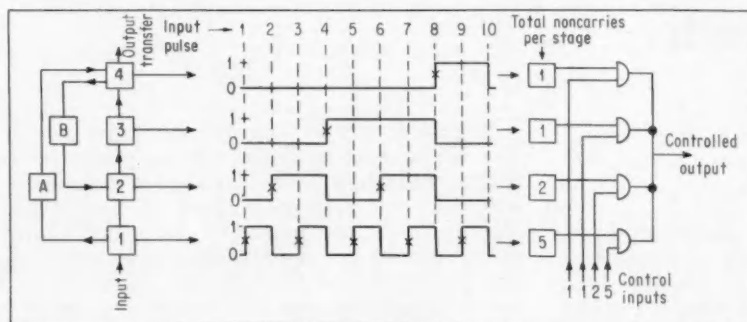 Output
transfer
Input
pulse
1 2 3 4 5 6 7 8 9 10
Total noncarries
per stage
4
3
2
1
B
A
Input
1+
0
1+
0
1+
0
1
0
1
1
2
5
Controlled
output
1 1 2 5
Control
inputs